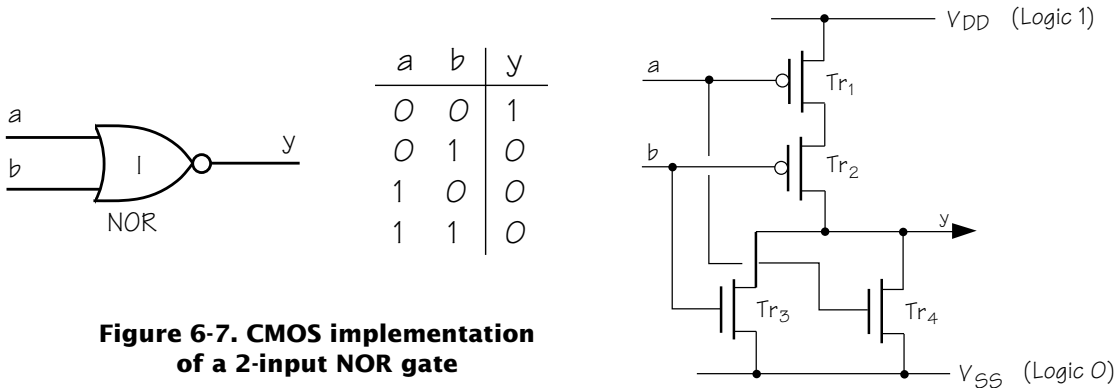 a
b
I
y
NOR
a b y
0 0 1
0 1 0
1 0 0
1 1 0
Figure 6-7. CMOS implementation
of a 2-input NOR gate
VDD (Logic 1)
a
Tr1
b
Tr2
y
Tr3
Tr4
VSS (Logic 0)